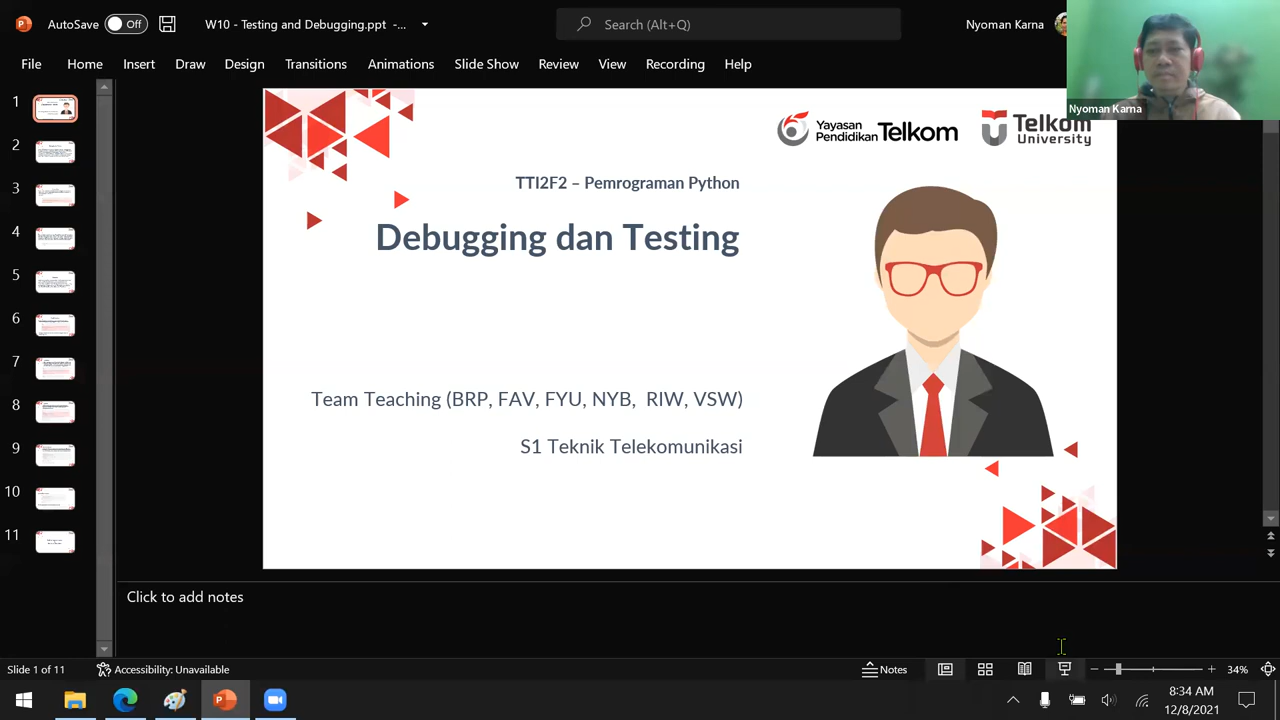 AutoSave
Off
W10 - Testing and Debugging.ppt -...
Search (Alt+Q)
Nyoman Karna
File
Home
Insert
Draw
Design
Transitions
Animations
Slide Show
Review
View
Recording
Help
Nyoman Karna
1
2
3
4
5
6
7
8
9
10
11
Yayasan
Pendidikan Telkom
Telkom
University
TTI2F2 – Pemrograman Python
Debugging dan Testing
Team Teaching (BRP, FAV, FYU, NYB, RIW, VSW)
S1 Teknik Telekomunikasi
Click to add notes
Slide 1 of 11
Accessibility: Unavailable
Notes
34%
8:34 AM
12/8/2021